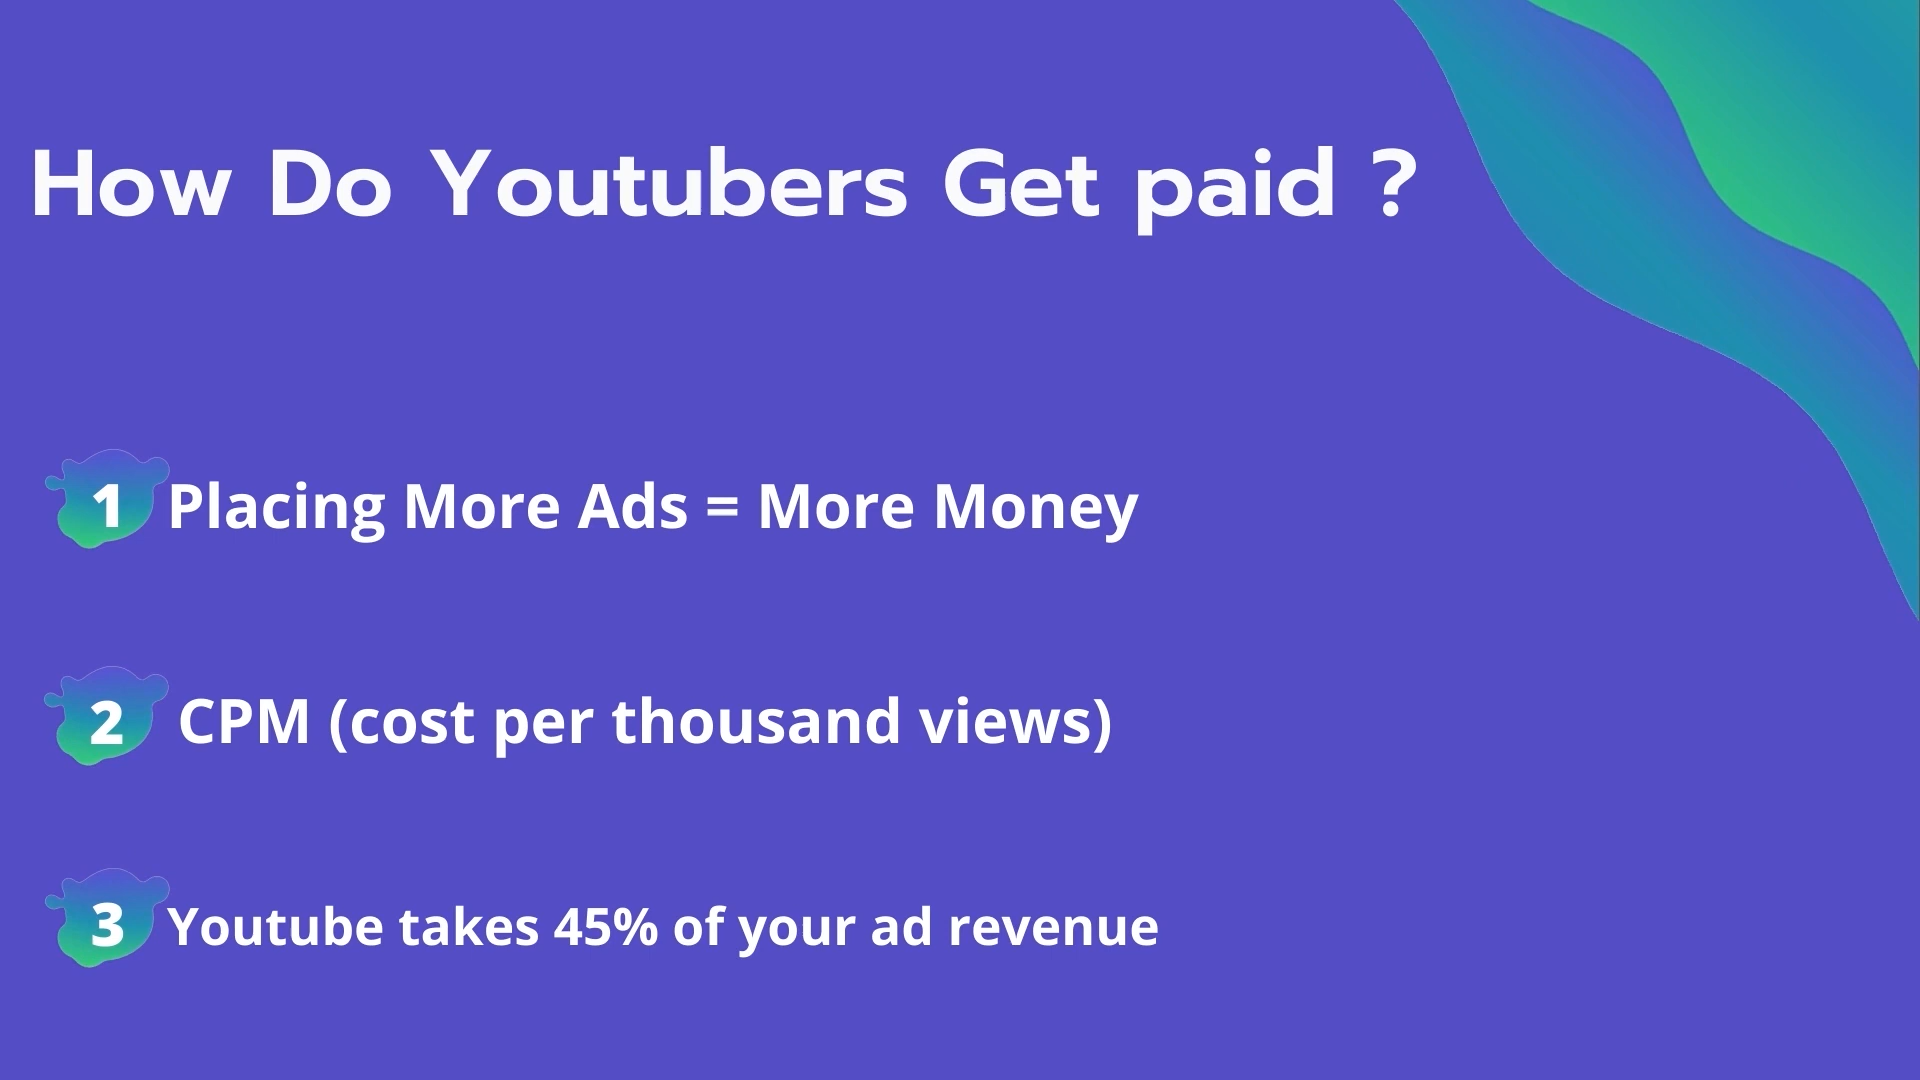 How Do Youtubers Get paid ?
1 Placing More Ads = More Money
2 CPM (cost per thousand views)
3 Youtube takes 45% of your ad revenue